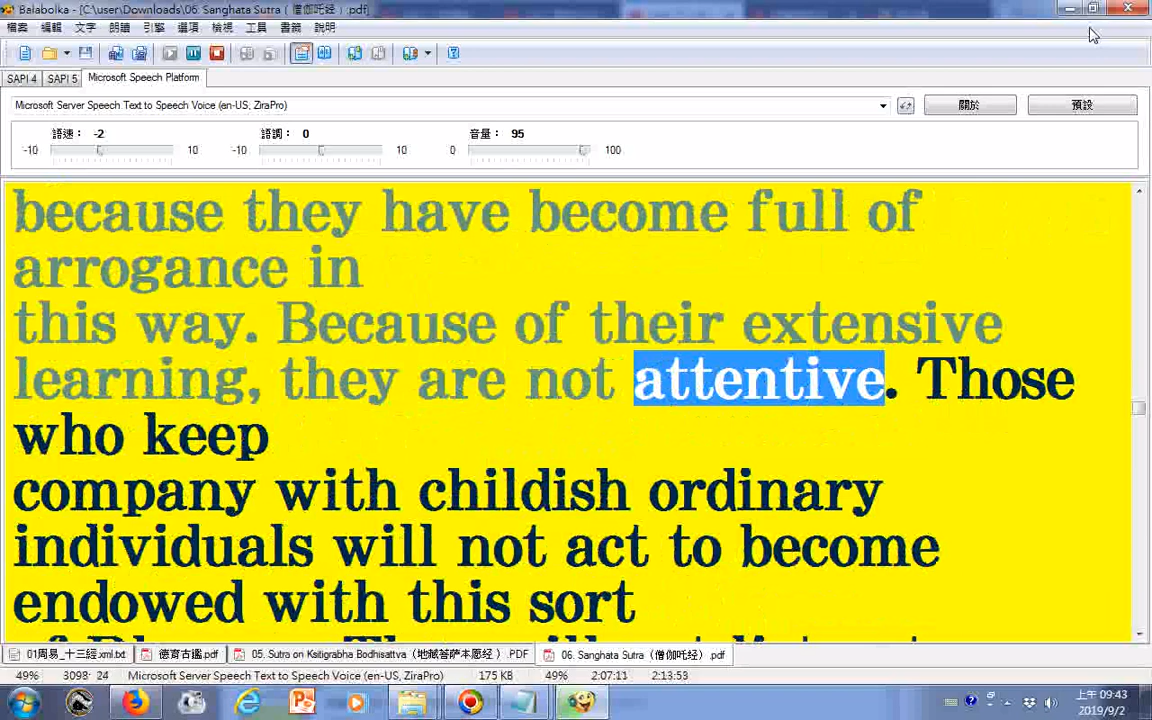 Balabolka - [C:\user\Downloads\06. Sanghata Sutra（僧伽吒经）.pdf]
檔案 編輯 文字 朗讀 引擎 選項 檢視 工具 書籤 說明
SAPI 4 SAPI 5 Microsoft Speech Platform
Microsoft Server Speech Text to Speech Voice (en-US, ZiraPro) 關於 預設
語速： -2 語調： 0 音量： 95
-10 10 -10 10 0 100
because they have become full of
arrogance in
this way. Because of their extensive
learning, they are not attentive. Those
who keep
company with childish ordinary
individuals will not act to become
endowed with this sort
01周易_十三經.xml.txt 德育古鑑.pdf 05. Sutra on Ksitigrabha Bodhisattva（地藏菩萨本愿经）.PDF 06. Sanghata Sutra（僧伽吒经）.pdf
49% 3098: 24 Microsoft Server Speech Text to Speech Voice (en-US, ZiraPro) 175 KB 49% 2:07:11 2:13:53
上午 09:43
2019/9/2